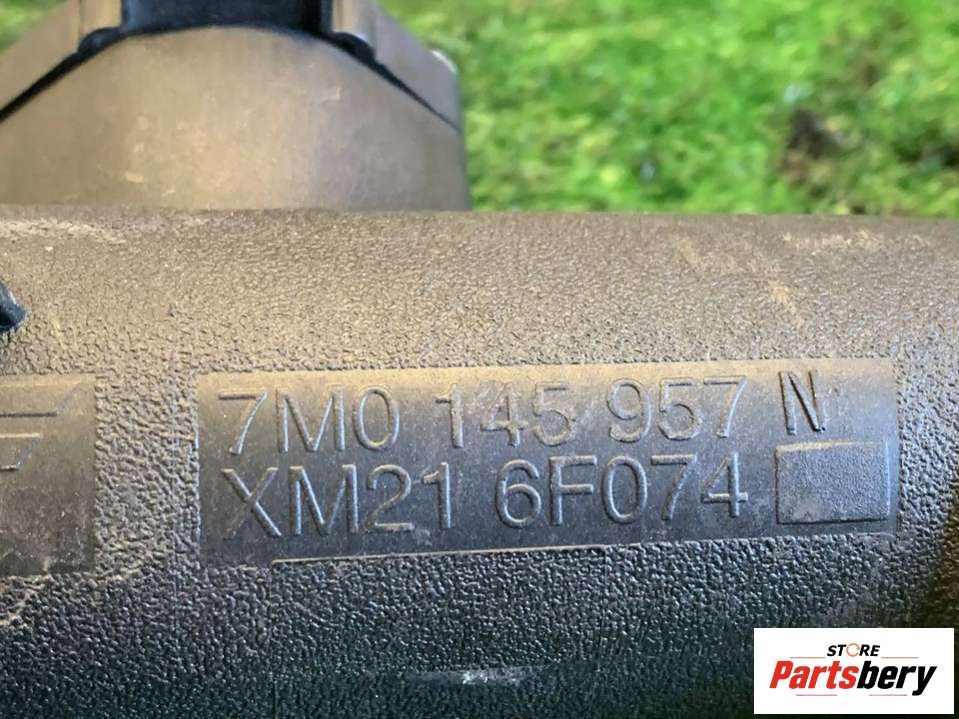 7M0 145 957 N
XM21 6F074
STORE
Partsbery